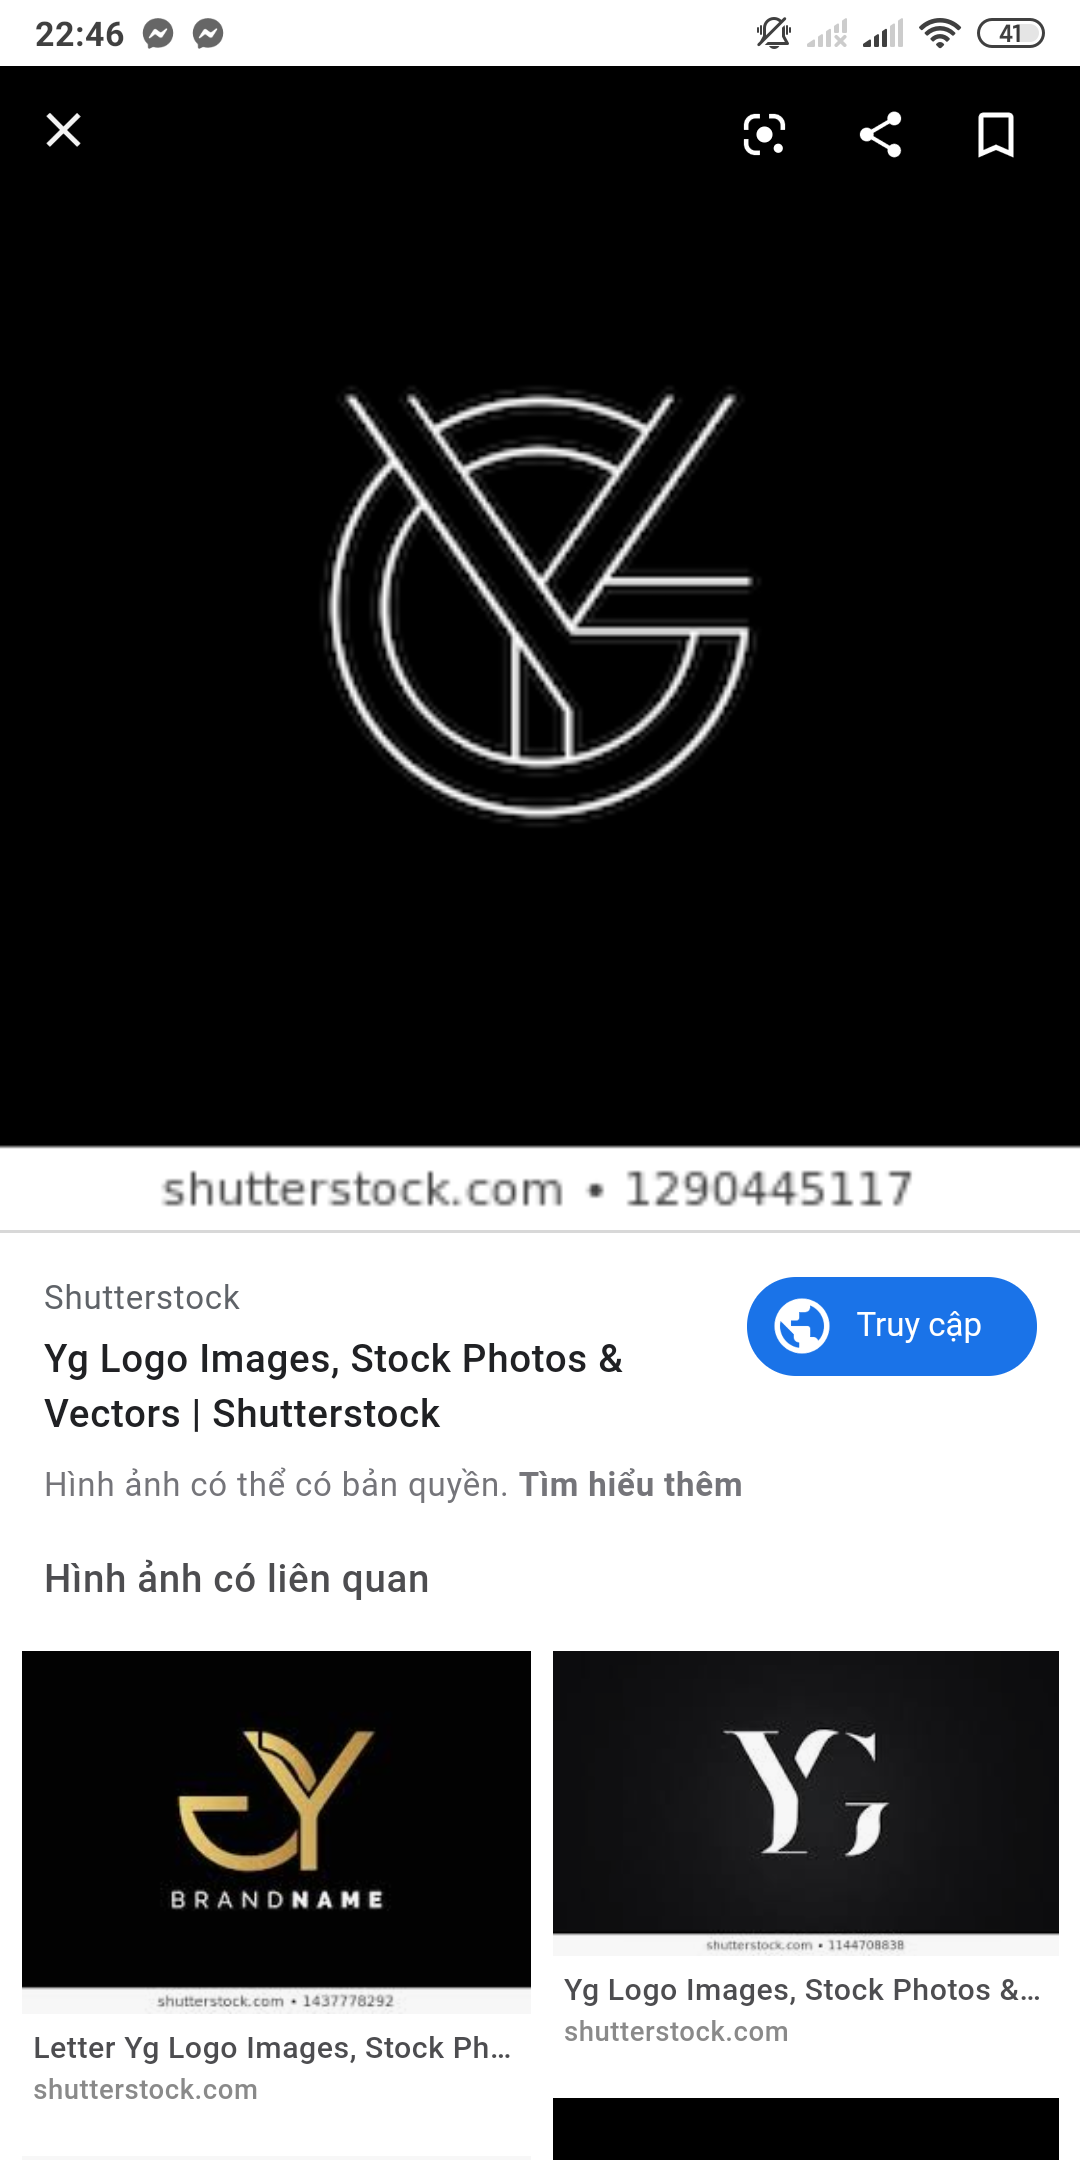 22:46
41
YG
shutterstock.com • 1290445117
Shutterstock
Truy cập
Yg Logo Images, Stock Photos &
Vectors | Shutterstock
Hình ảnh có thể có bản quyền. Tìm hiểu thêm
Hình ảnh có liên quan
GY
BRANDNAME
shutterstock.com • 1437778292
Letter Yg Logo Images, Stock Ph...
shutterstock.com
YG
shutterstock.com • 1144708838
Yg Logo Images, Stock Photos &...
shutterstock.com